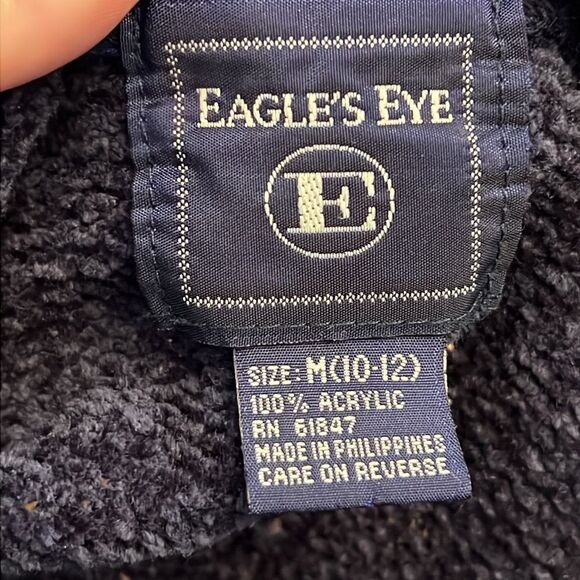 EAGLE'S EYE
E
SIZE: M(10-12)
100% ACRYLIC
RN 61847
MADE IN PHILIPPINES
CARE ON REVERSE